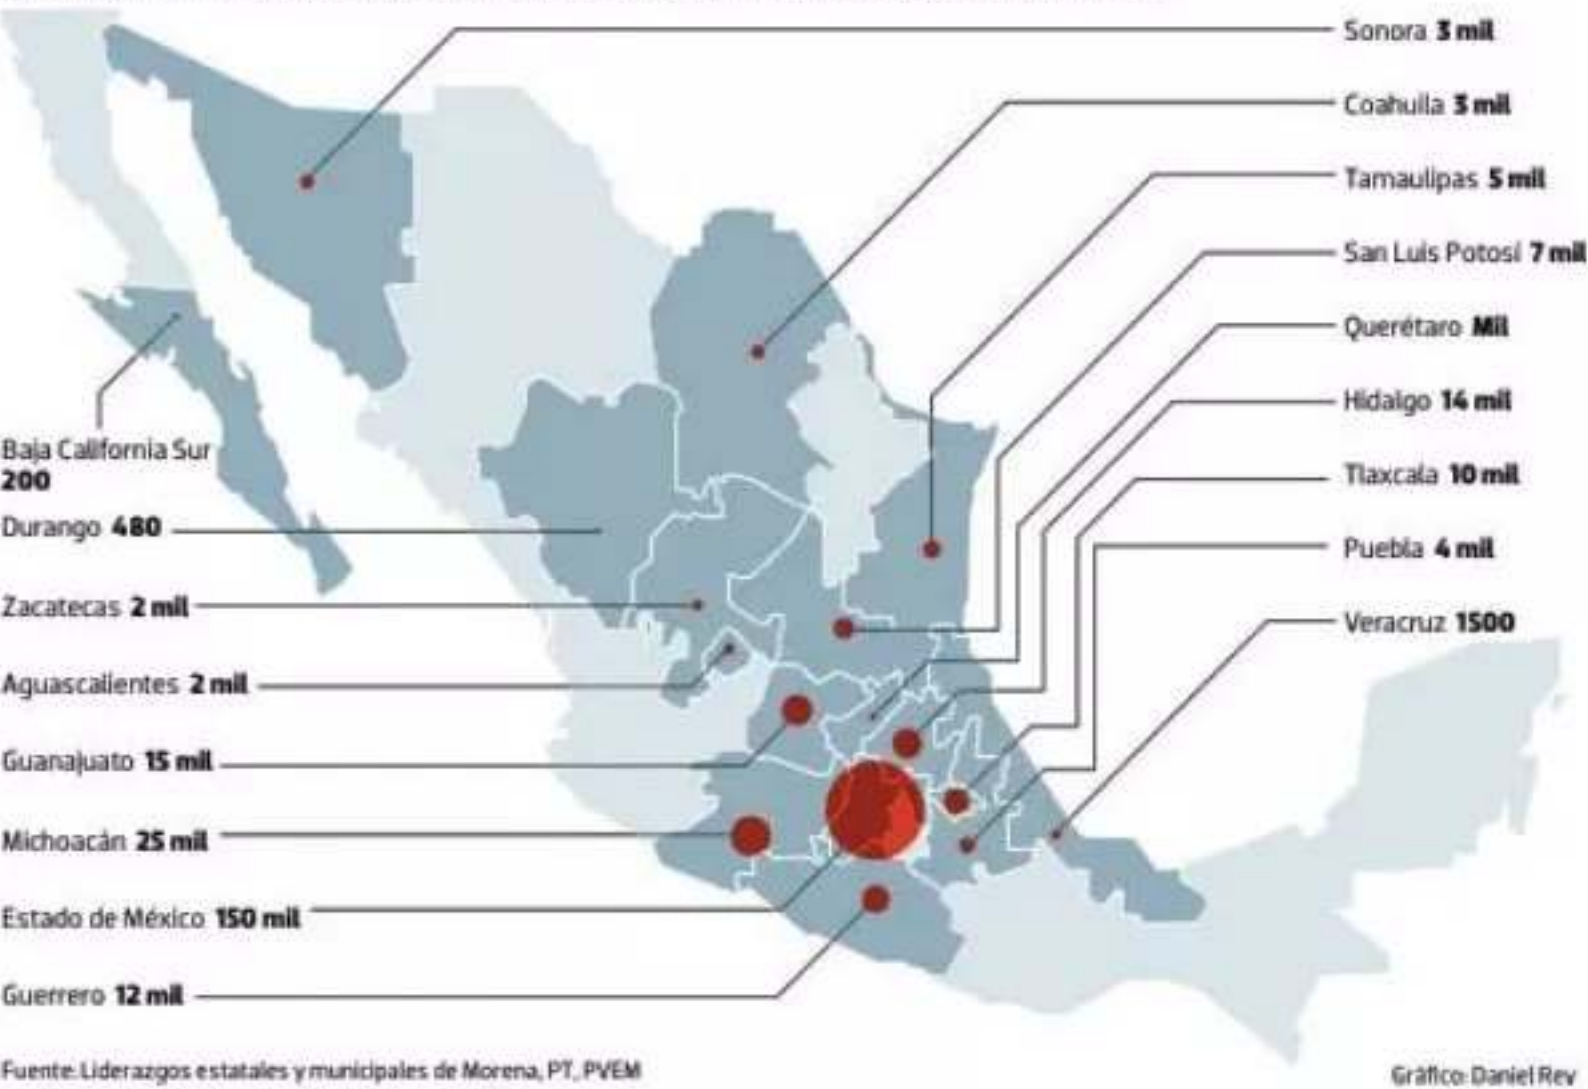 Sonora 3 mil
Coahuila 3 mil
Tamaulipas 5 mil
San Luis Potosí 7 mil
Querétaro Mil
Hidalgo 14 mil
Tlaxcala 10 mil
Puebla 4 mil
Veracruz 1500
Baja California Sur
200
Durango 480
Zacatecas 2 mil
Aguascalientes 2 mil
Guanajuato 15 mil
Michoacán 25 mil
Estado de México 150 mil
Guerrero 12 mil
Fuente: Liderazgos estatales y municipales de Morena, PT, PVEM
Gráfico: Daniel Rey